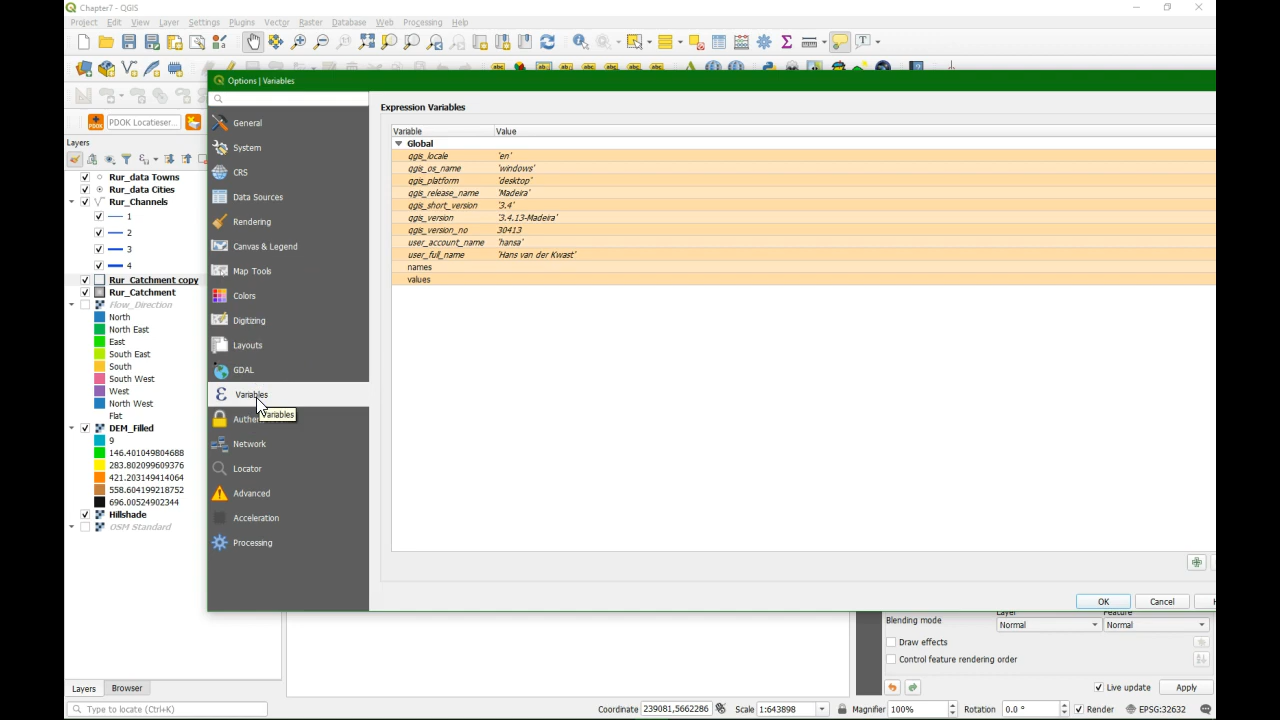 Chapter7 - QGIS
Project Edit View Layer Settings Plugins Vector Raster Database Web Processing Help
Options | Variables
PDOK Locatieser...
Layers
Rur_data Towns
Rur_data Cities
Rur_Channels
1
2
3
4
Rur_Catchment copy
Rur_Catchment
Flow_Direction
North
North East
East
South East
South
South West
West
North West
Flat
DEM_Filled
9
146.401049804688
283.802099609376
421.203149414064
558.604199218752
696.00524902344
Hillshade
OSM Standard
General
System
CRS
Data Sources
Rendering
Canvas & Legend
Map Tools
Colors
Digitizing
Layouts
GDAL
Variables
Variables
Network
Locator
Advanced
Acceleration
Processing
Expression Variables
Variable Value
Global
qgis_locale 'en'
qgis_os_name 'windows'
qgis_platform 'desktop'
qgis_release_name 'Madeira'
qgis_short_version '3.4'
qgis_version '3.4.13-Madeira'
qgis_version_no 30413
user_account_name 'hansa'
user_full_name 'Hans van der Kwast'
names
values
OK Cancel
Blending mode
Normal Normal
Draw effects
Control feature rendering order
Live update Apply
Layers Browser
Type to locate (Ctrl+K)
Coordinate 239081,5662286 Scale 1:643898 Magnifier 100% Rotation 0.0 ° Render EPSG:32632